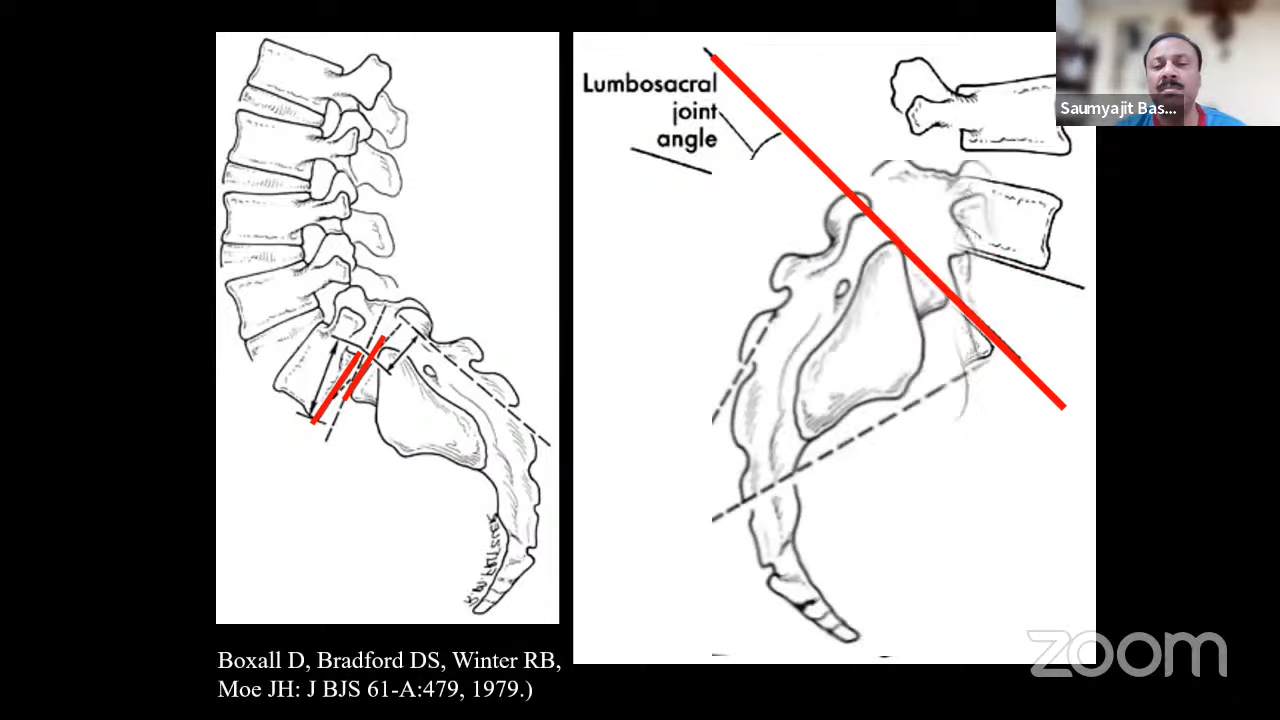 Lumbosacral
joint
angle
Saumyajit Bas...
Boxall D, Bradford DS, Winter RB,
Moe JH: J BJS 61-A:479, 1979.)
zoom